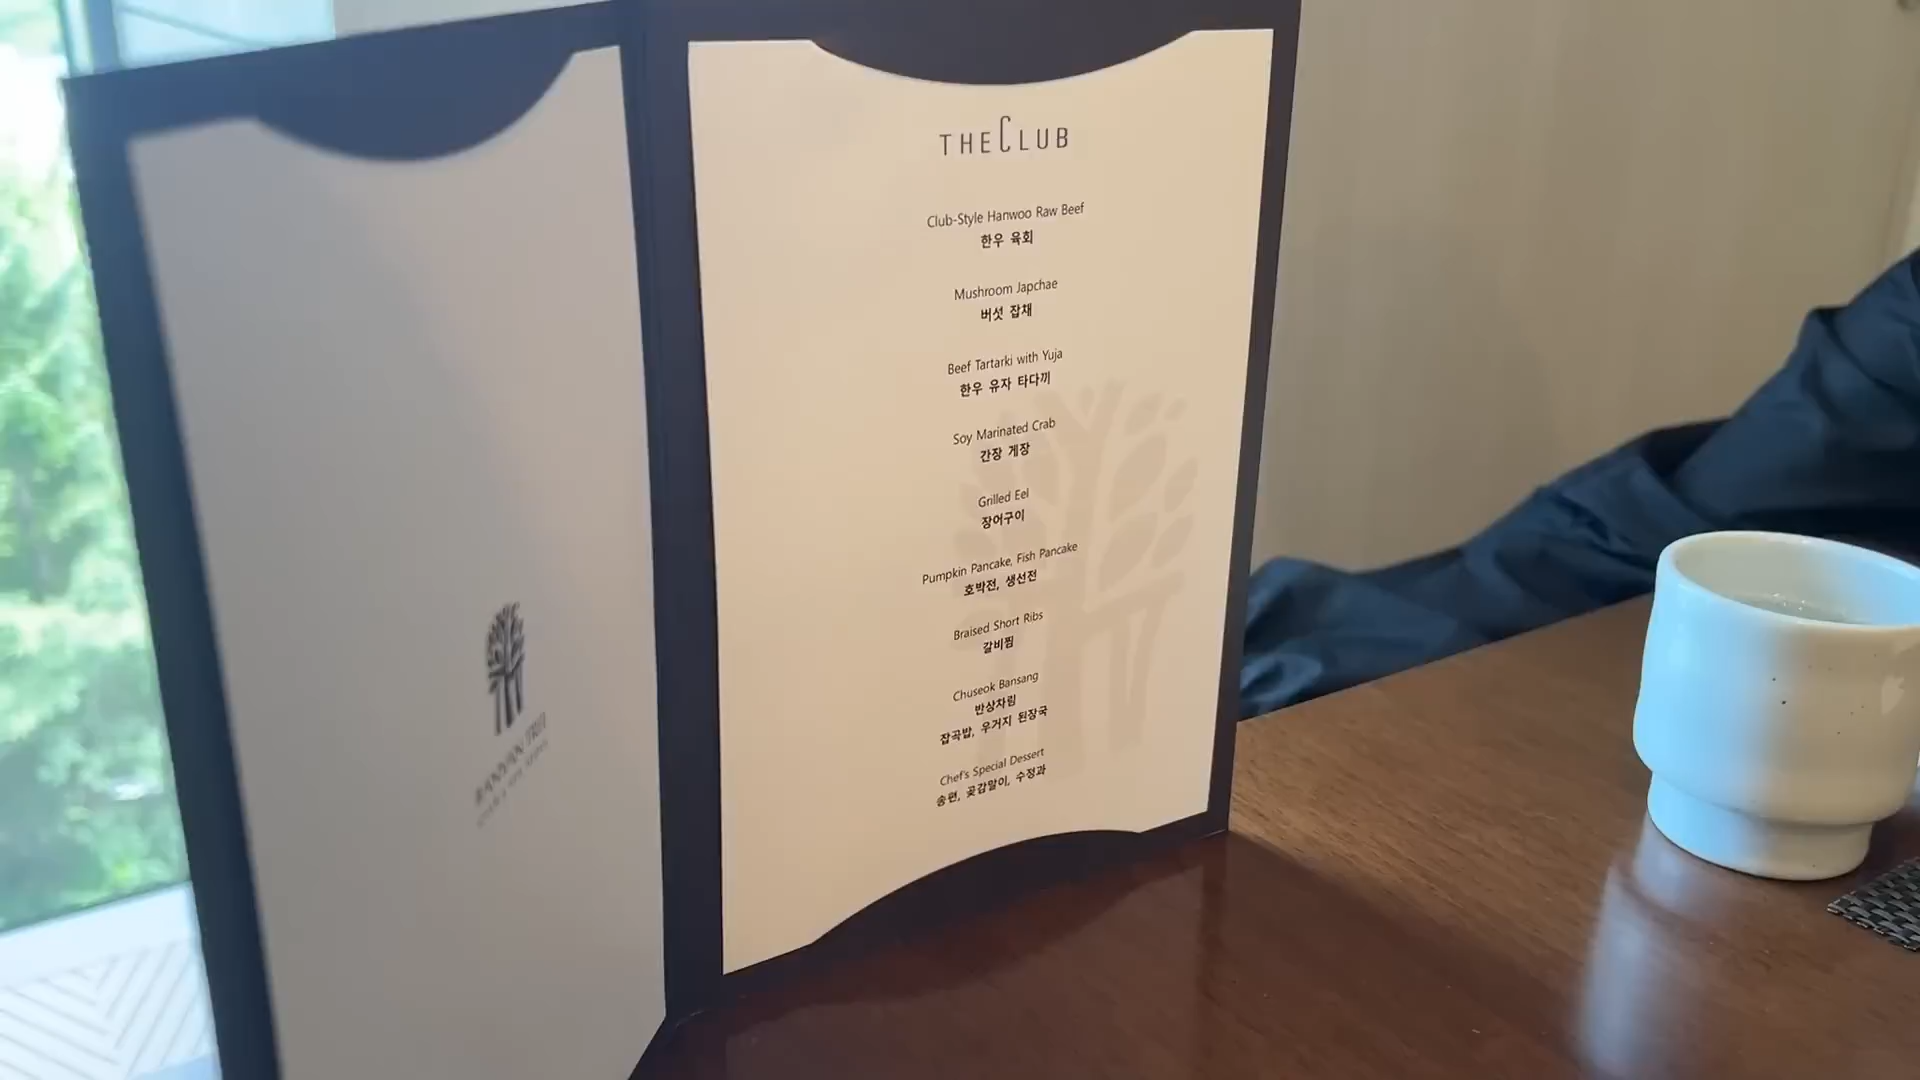 BANYAN TREE
THE CLUB
Club-Style Hanwoo Raw Beef
한우 육회
Mushroom Japchae
버섯 잡채
Beef Tartarki with Yuja
한우 유자 타다끼
Soy Marinated Crab
간장 게장
Grilled Eel
장어구이
Pumpkin Pancake, Fish Pancake
호박전, 생선전
Braised Short Ribs
갈비찜
Chuseok Bansang
반상차림
잡곡밥, 우거지 된장국
Chef's Special Dessert
송편, 곶감말이, 수정과